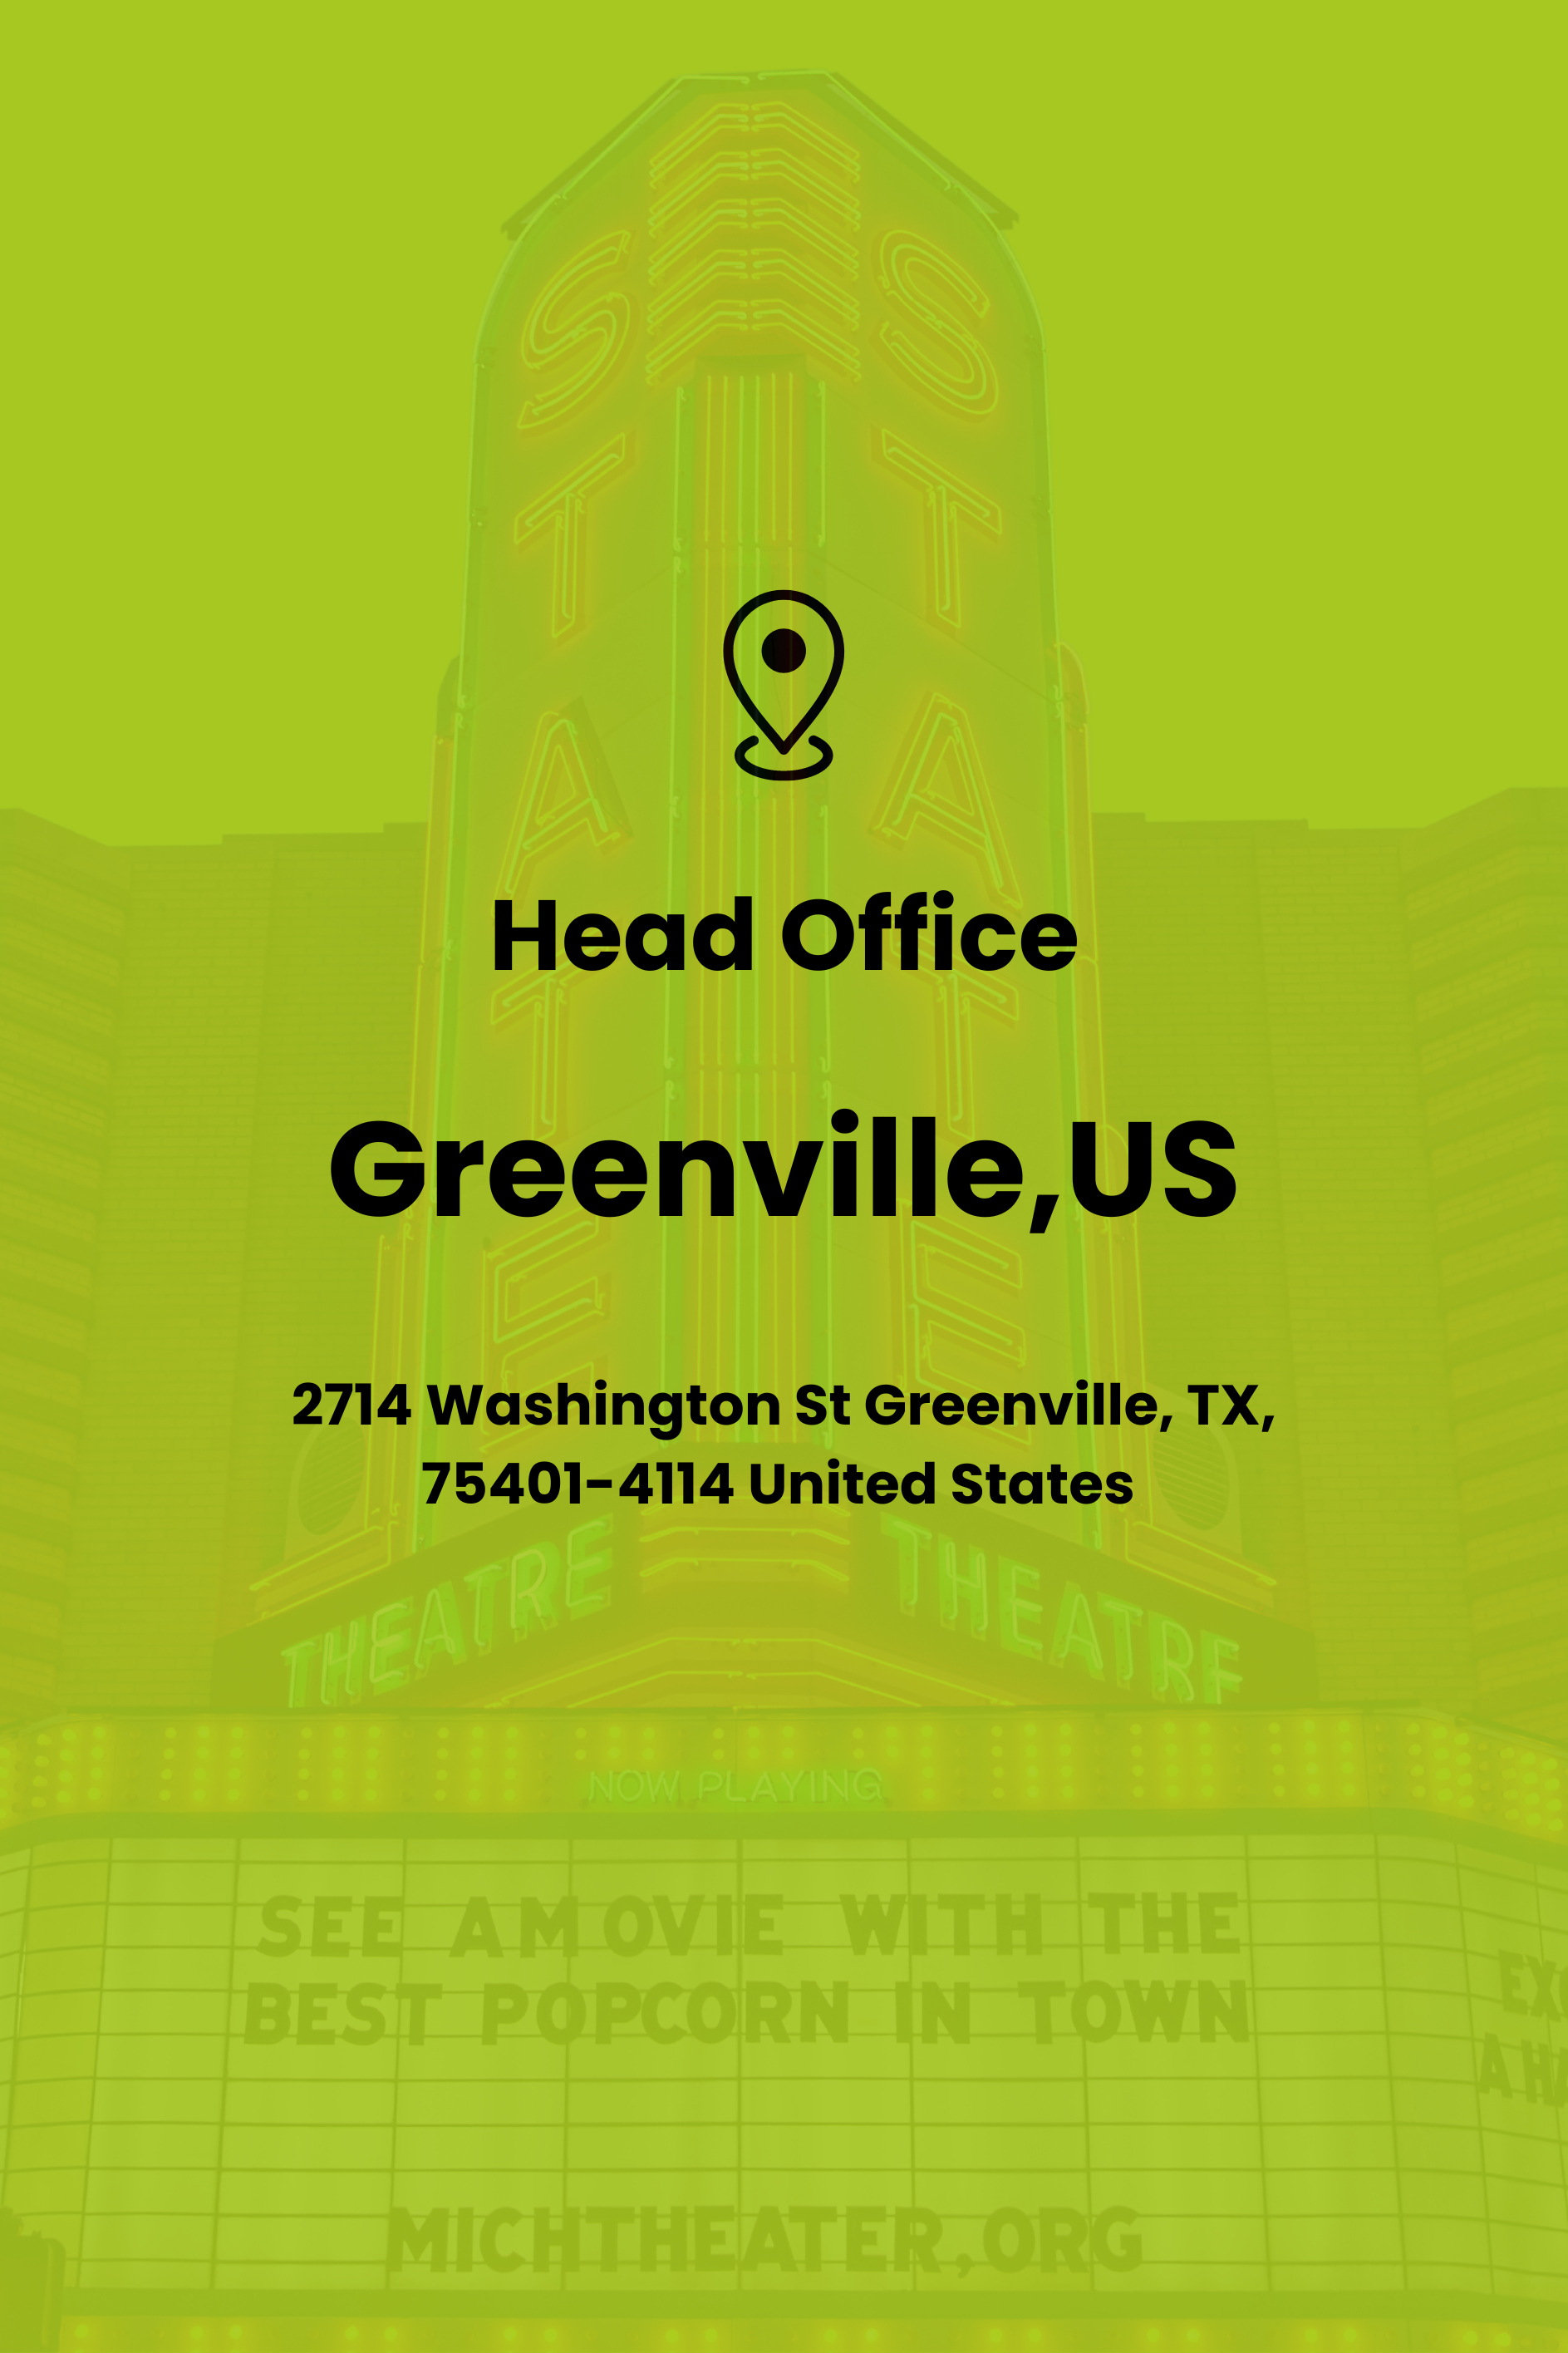 STATE
STATE
Head Office
Greenville,US
2714 Washington St Greenville, TX,
75401-4114 United States
THEATRE
THEATRE
NOW PLAYING
SEE AMOVIE WITH THE
BEST POPCORN IN TOWN
MICHTHEATER,ORG